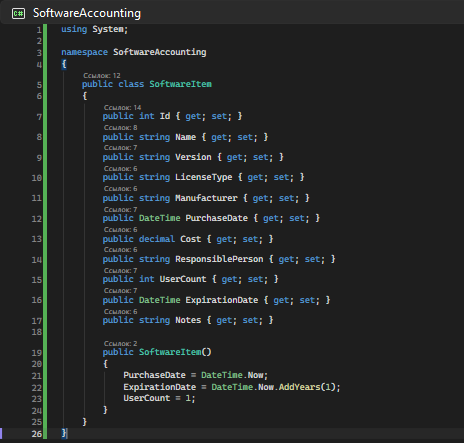 C# SoftwareAccounting
1 using System;
2
3 namespace SoftwareAccounting
4 {
Ссылок: 12
5 public class SoftwareItem
6 {
Ссылок: 14
7 public int Id { get; set; }
Ссылок: 8
8 public string Name { get; set; }
Ссылок: 7
9 public string Version { get; set; }
Ссылок: 6
10 public string LicenseType { get; set; }
Ссылок: 6
11 public string Manufacturer { get; set; }
Ссылок: 7
12 public DateTime PurchaseDate { get; set; }
Ссылок: 6
13 public decimal Cost { get; set; }
Ссылок: 6
14 public string ResponsiblePerson { get; set; }
Ссылок: 7
15 public int UserCount { get; set; }
Ссылок: 7
16 public DateTime ExpirationDate { get; set; }
Ссылок: 6
17 public string Notes { get; set; }
18
Ссылок: 2
19 public SoftwareItem()
20 {
21 PurchaseDate = DateTime.Now;
22 ExpirationDate = DateTime.Now.AddYears(1);
23 UserCount = 1;
24 }
25 }
26 }